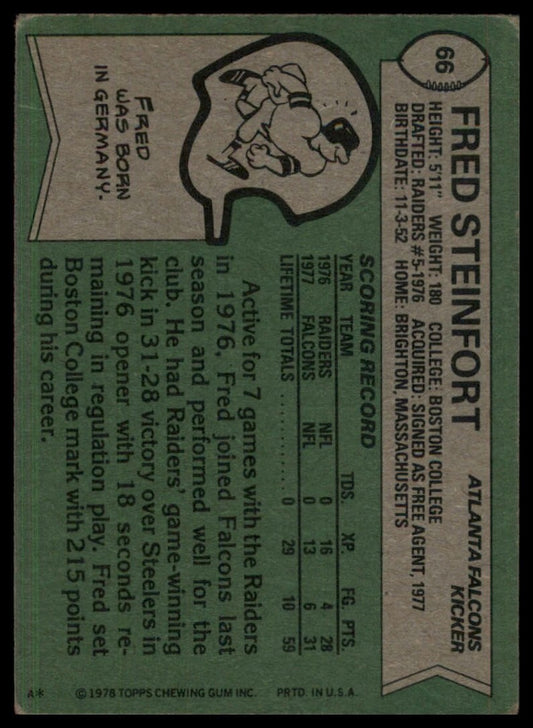 66
FRED STEINFORT
ATLANTA FALCONS
KICKER
HEIGHT: 5'11" WEIGHT: 180 COLLEGE: BOSTON COLLEGE
DRAFTED: RAIDERS #5-1976 ACQUIRED: SIGNED AS FREE AGENT, 1977
BIRTHDATE: 11-3-52 HOME: BRIGHTON, MASSACHUSETTS
FRED
WAS BORN
IN GERMANY.
SCORING RECORD
YEAR TEAM TDS. XP. FG. PTS.
1976 RAIDERS NFL 0 16 4 28
1977 FALCONS NFL 0 13 6 31
LIFETIME TOTALS .............. 0 29 10 59
Active for 7 games with the Raiders
in 1976, Fred joined Falcons last
season and performed well for the
club. He had Raiders' game-winning
kick in 31-28 victory over Steelers in
1976 opener with 18 seconds re-
maining in regulation play. Fred set
Boston College mark with 215 points
during his career.
A* © 1978 TOPPS CHEWING GUM INC. PRTD. IN U.S.A.